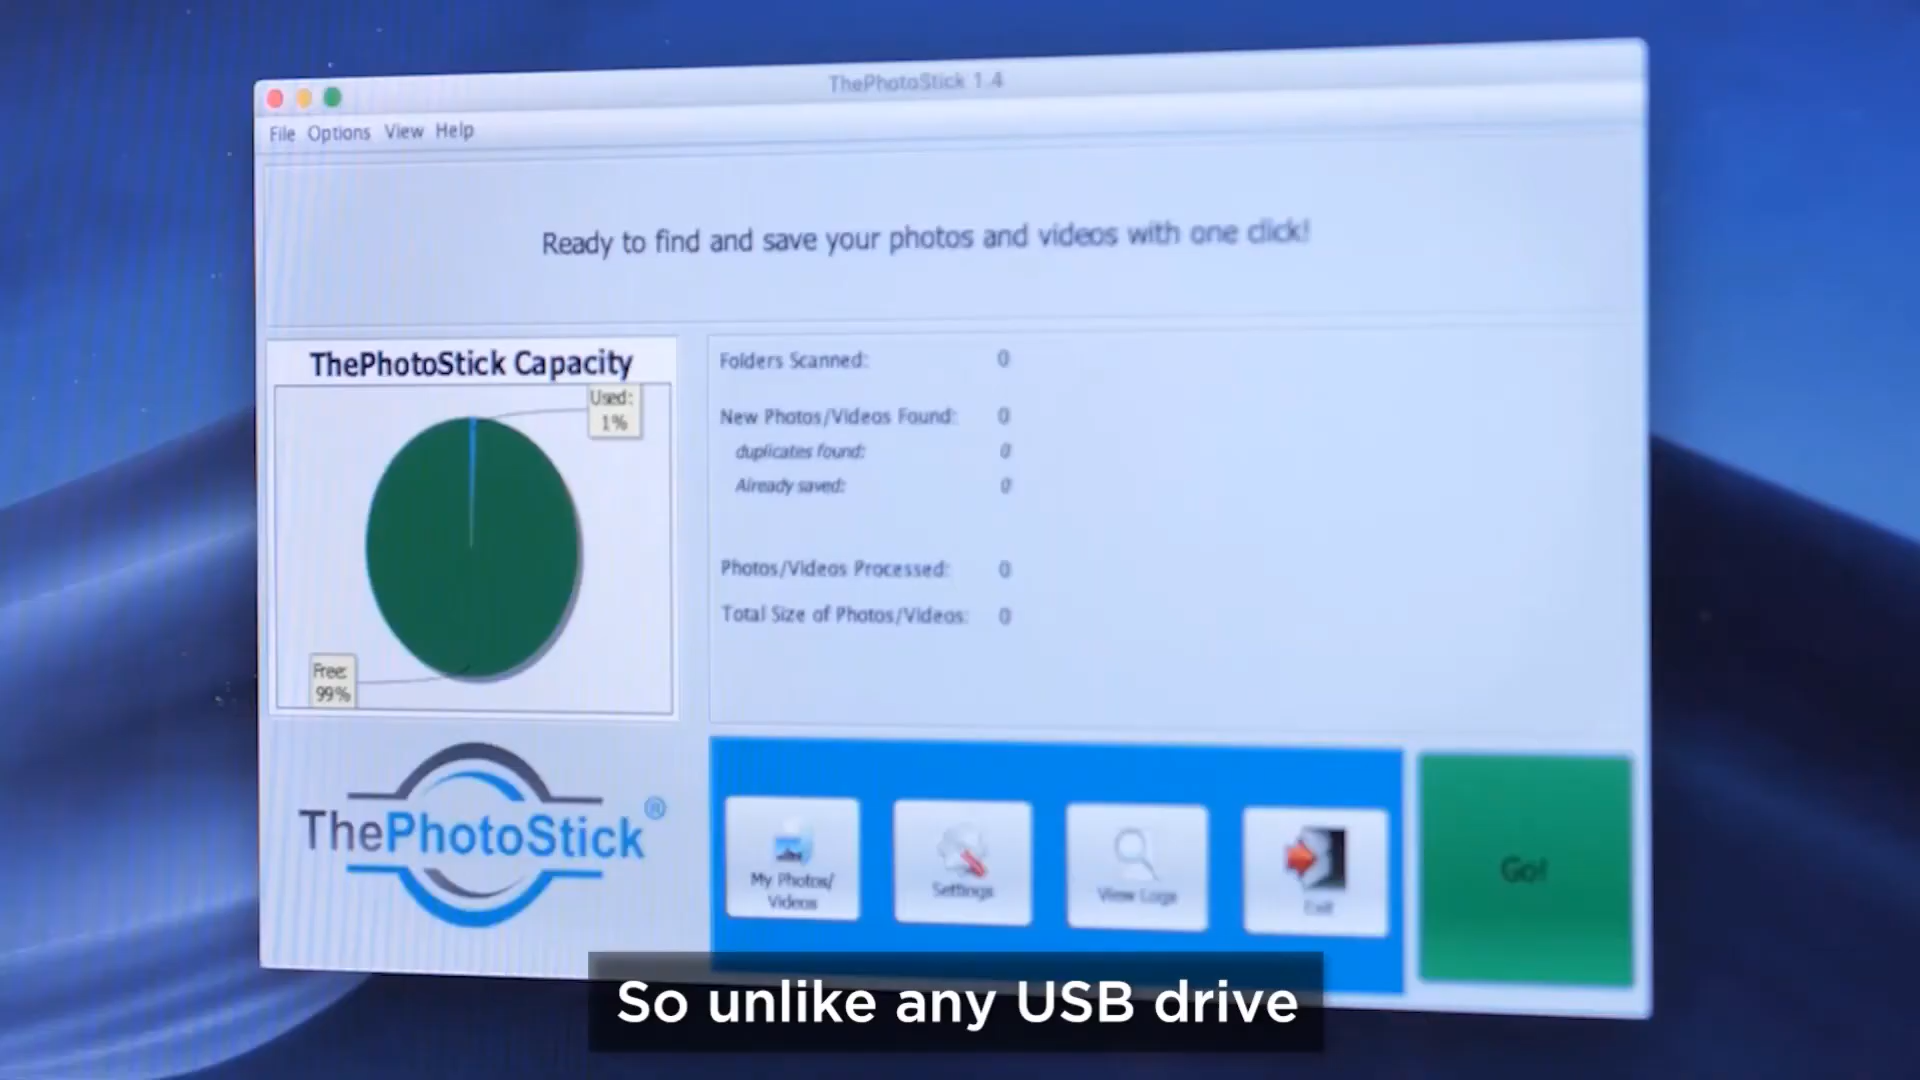 ThePhotoStick 1.4
File Options View Help
Ready to find and save your photos and videos with one click!
ThePhotoStick Capacity
Used:
1%
Free:
99%
Folders Scanned: 0
New Photos/Videos Found: 0
duplicates found: 0
Already saved: 0
Photos/Videos Processed: 0
Total Size of Photos/Videos: 0
ThePhotoStick®
My Photos/
Videos
Settings
View Logs
Exit
Go!
So unlike any USB drive